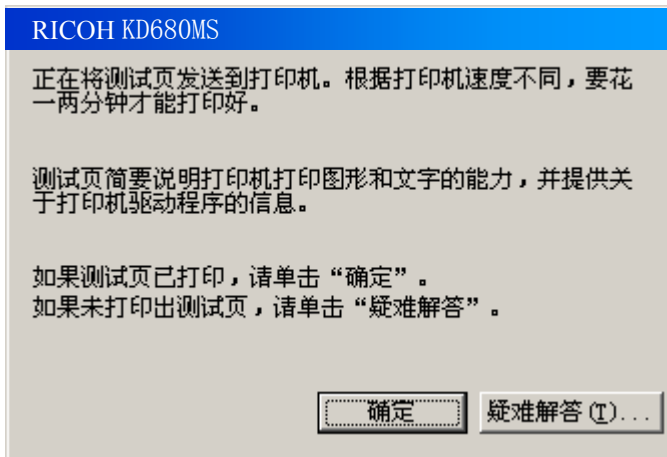 RICOH KD680MS
正在将测试页发送到打印机。根据打印机速度不同，要花
一两分钟才能打印好。
测试页简要说明打印机打印图形和文字的能力，并提供关
于打印机驱动程序的信息。
如果测试页已打印，请单击“确定”。
如果未打印出测试页，请单击“疑难解答”。
确定
疑难解答(T)...